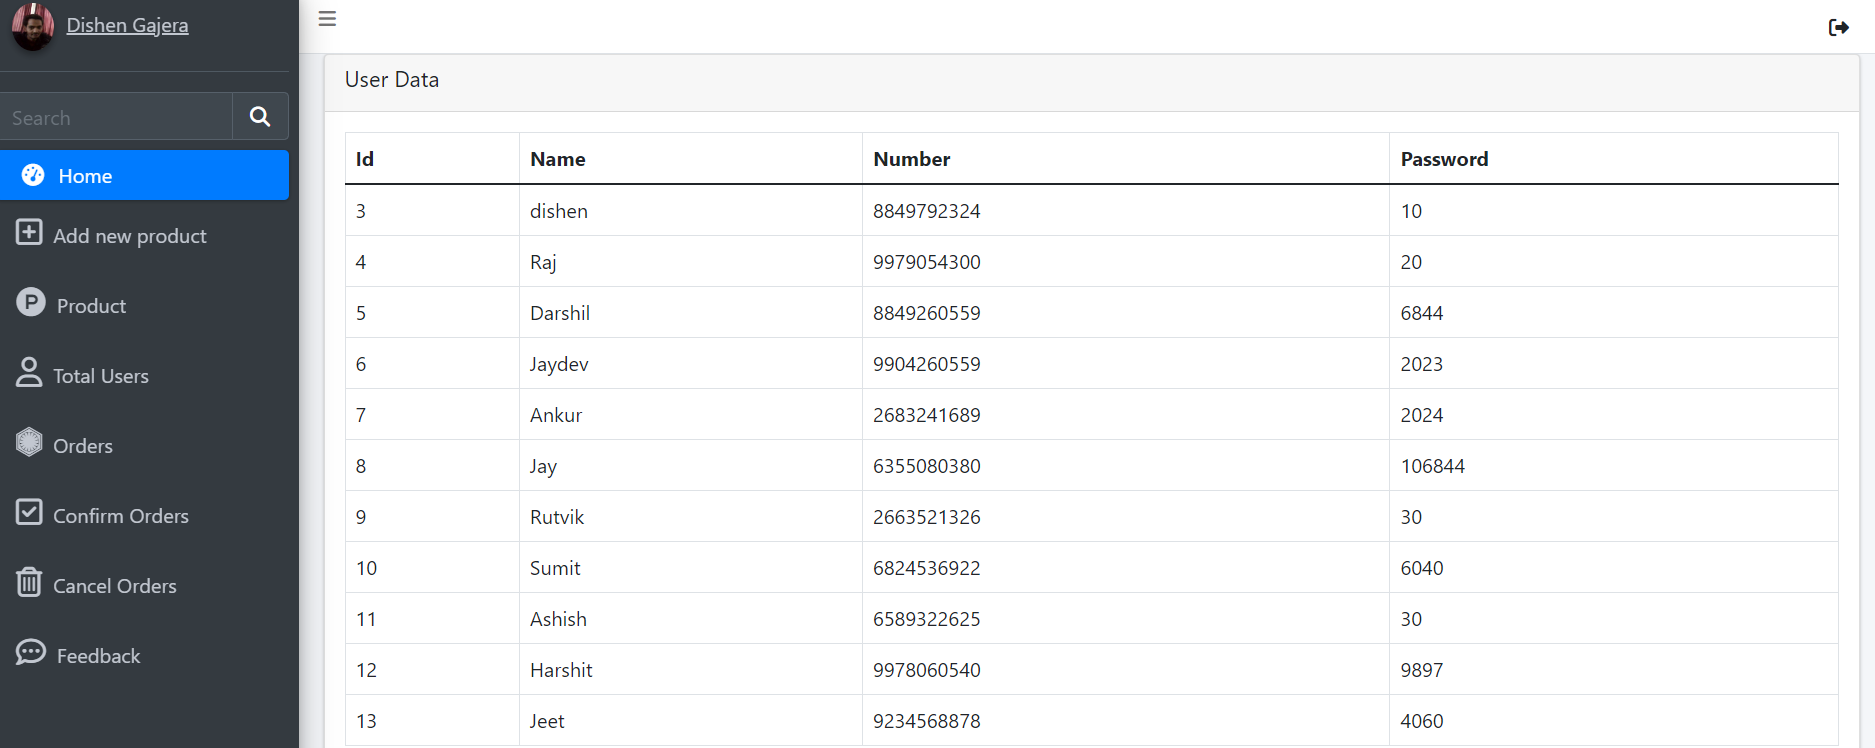 Dishen Gajera
Search
Home
Add new product
Product
Total Users
Orders
Confirm Orders
Cancel Orders
Feedback
User Data
Id Name Number Password
3 dishen 8849792324 10
4 Raj 9979054300 20
5 Darshil 8849260559 6844
6 Jaydev 9904260559 2023
7 Ankur 2683241689 2024
8 Jay 6355080380 106844
9 Rutvik 2663521326 30
10 Sumit 6824536922 6040
11 Ashish 6589322625 30
12 Harshit 9978060540 9897
13 Jeet 9234568878 4060